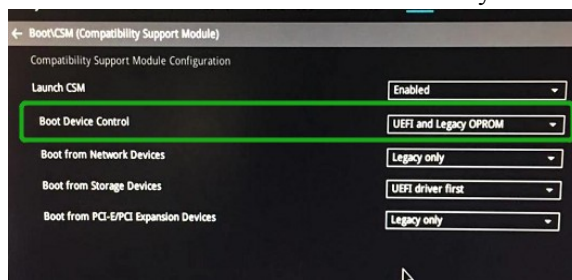 ← Boot\CSM (Compatibility Support Module)
Compatibility Support Module Configuration
Launch CSM Enabled
Boot Device Control UEFI and Legacy OPROM
Boot from Network Devices Legacy only
Boot from Storage Devices UEFI driver first
Boot from PCI-E/PCI Expansion Devices Legacy only